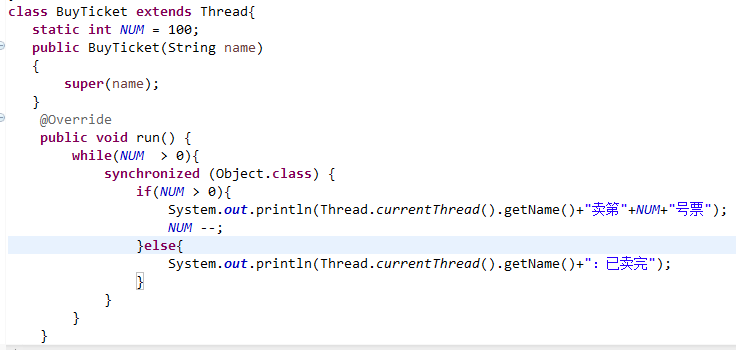 class BuyTicket extends Thread{
static int NUM = 100;
public BuyTicket(String name)
{
super(name);
}
@Override
public void run() {
while(NUM  > 0){
synchronized (Object.class) {
if(NUM > 0){
System.out.println(Thread.currentThread().getName()+"卖第"+NUM+"号票");
NUM --;
}else{
System.out.println(Thread.currentThread().getName()+"：已卖完");
}
}
}
}